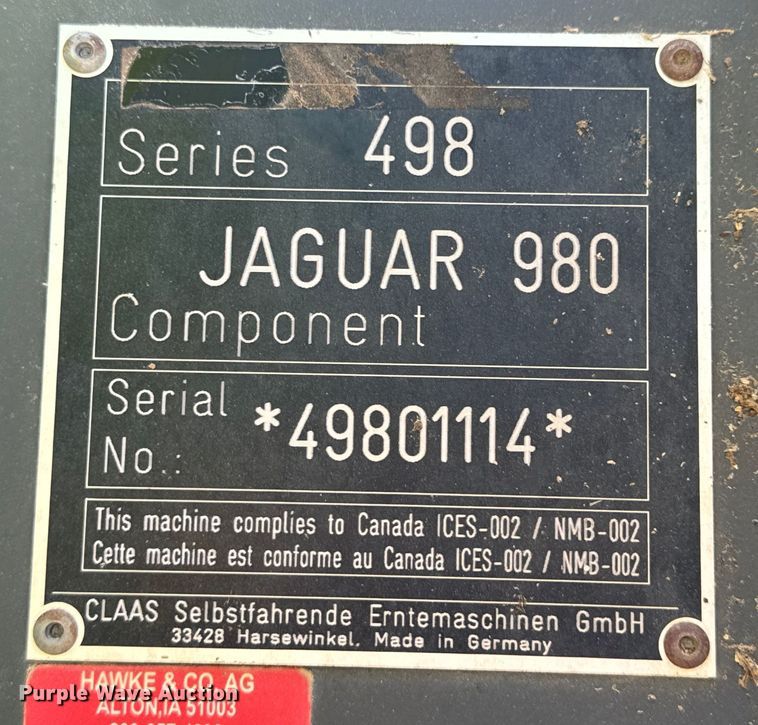 Series 498
JAGUAR 980
Component
Serial
No.: *49801114*
This machine complies to Canada ICES-002 / NMB-002
Cette machine est conforme au Canada ICES-002 / NMB-002
CLAAS Selbstfahrende Erntemaschinen GmbH
33428 Harsewinkel. Made in Germany
HAWKE & CO. AG
ALTON,IA 51003
Purple Wave Auction